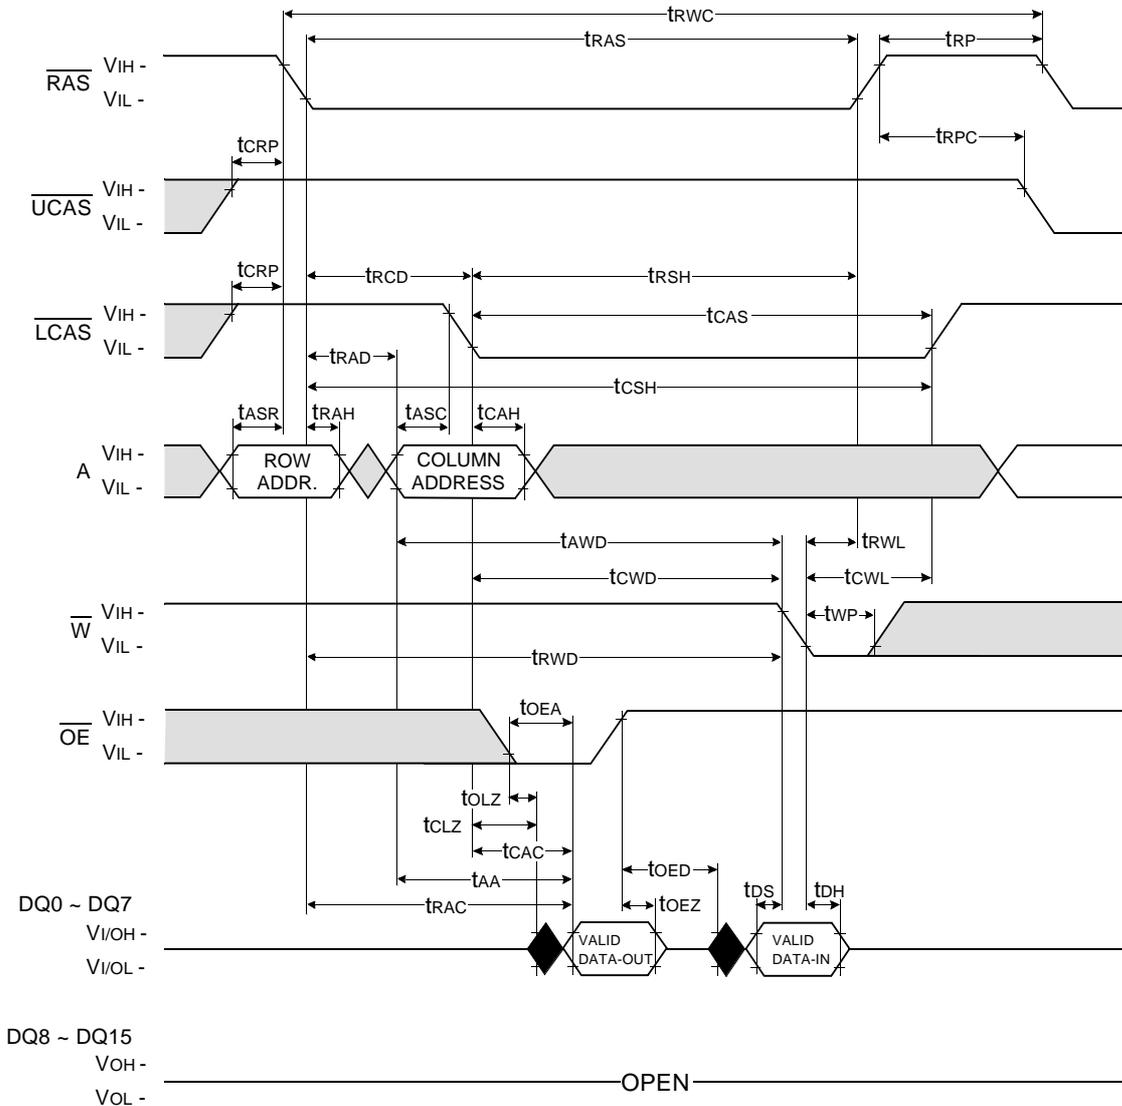 tRWC
tRAS
tRP
RAS
VIH -
VIL -
tCRP
tRPC
UCAS
VIH -
VIL -
tCRP
tRCD
tRSH
LCAS
VIH -
VIL -
tCAS
tRAD
tCSH
tASR
tRAH
tASC
tCAH
A
VIH -
VIL -
ROW
ADDR.
COLUMN
ADDRESS
tAWD
tRWL
tCWD
tCWL
W
VIH -
VIL -
tWP
tRWD
OE
VIH -
VIL -
tOEA
tOLZ
tCLZ
tCAC
tOED
tAA
tDS
tDH
tRAC
tOEZ
DQ0 ~ DQ7
VI/OH -
VI/OL -
VALID
DATA-OUT
VALID
DATA-IN
DQ8 ~ DQ15
VOH -
VOL -
OPEN